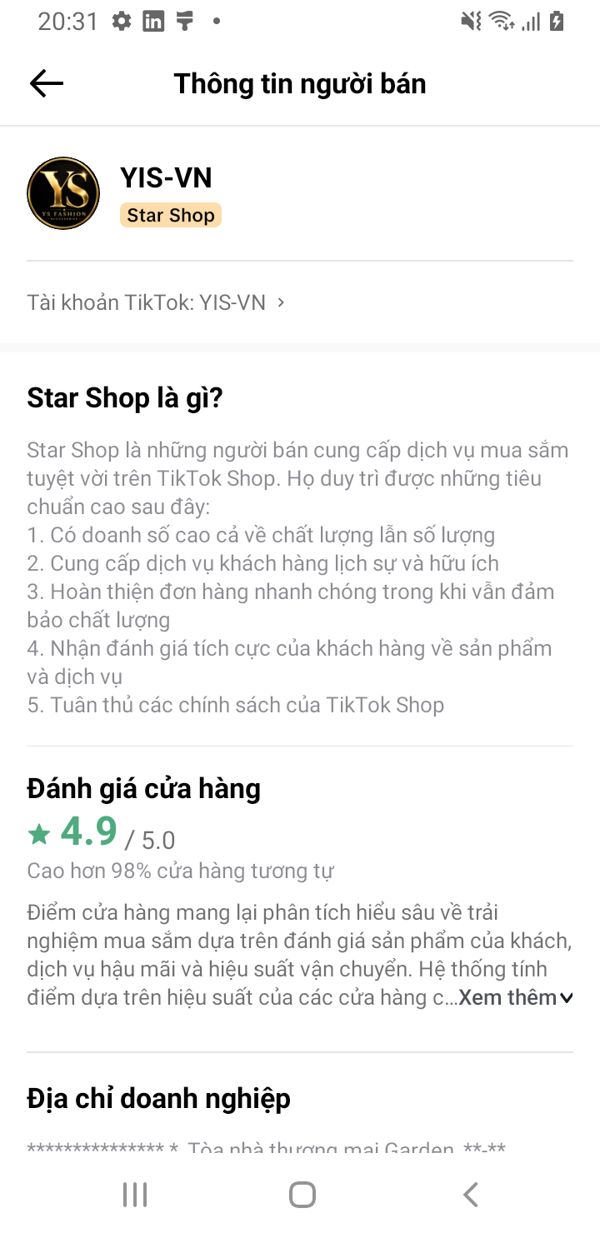 20:31
Thông tin người bán
YS
YS FASHION
YIS-VN
Star Shop
Tài khoản TikTok: YIS-VN >
Star Shop là gì?
Star Shop là những người bán cung cấp dịch vụ mua sắm
tuyệt vời trên TikTok Shop. Họ duy trì được những tiêu
chuẩn cao sau đây:
1. Có doanh số cao cả về chất lượng lẫn số lượng
2. Cung cấp dịch vụ khách hàng lịch sự và hữu ích
3. Hoàn thiện đơn hàng nhanh chóng trong khi vẫn đảm
bảo chất lượng
4. Nhận đánh giá tích cực của khách hàng về sản phẩm
và dịch vụ
5. Tuân thủ các chính sách của TikTok Shop
Đánh giá cửa hàng
4.9 / 5.0
Cao hơn 98% cửa hàng tương tự
Điểm cửa hàng mang lại phân tích hiểu sâu về trải
nghiệm mua sắm dựa trên đánh giá sản phẩm của khách,
dịch vụ hậu mãi và hiệu suất vận chuyển. Hệ thống tính
điểm dựa trên hiệu suất của các cửa hàng c...Xem thêm
Địa chỉ doanh nghiệp
*************** *, Tòa nhà thương mại Garden, **-**